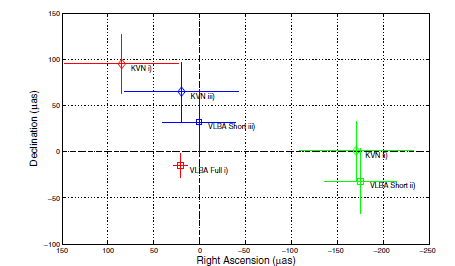 150
100
50
0
−50
−100
Declination (μas)
KVN i)
KVN iii)
VLBA Short iii)
VLBA Full i)
KVN ii)
VLBA Short ii)
150 100 50 0 −50 −100 −150 −200 −250
Right Ascension (μas)